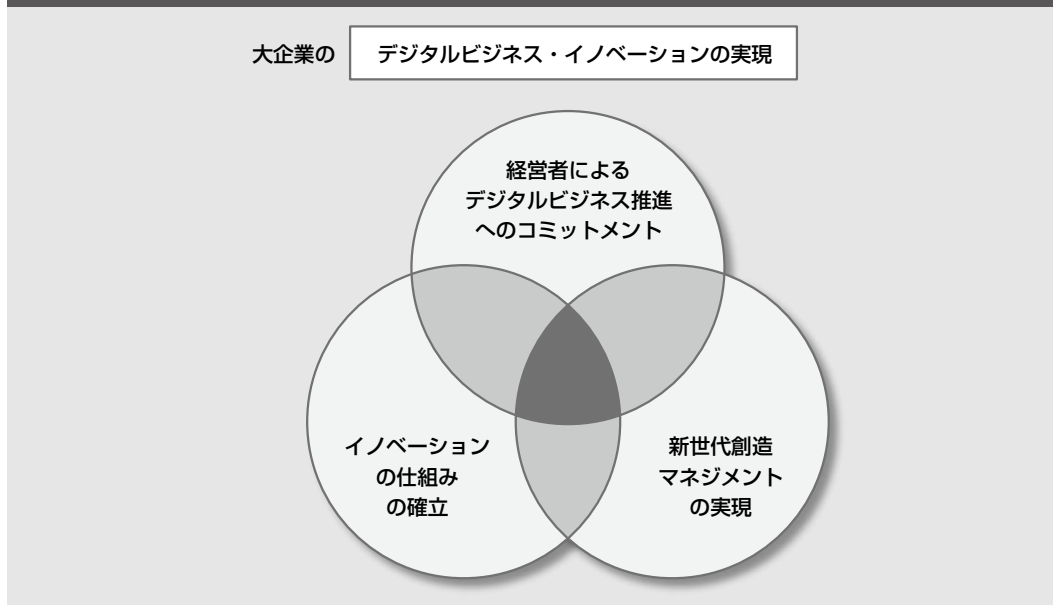 大企業の デジタルビジネス・イノベーションの実現
経営者による
デジタルビジネス推進
へのコミットメント
イノベーション
の仕組み
の確立
新世代創造
マネジメント
の実現